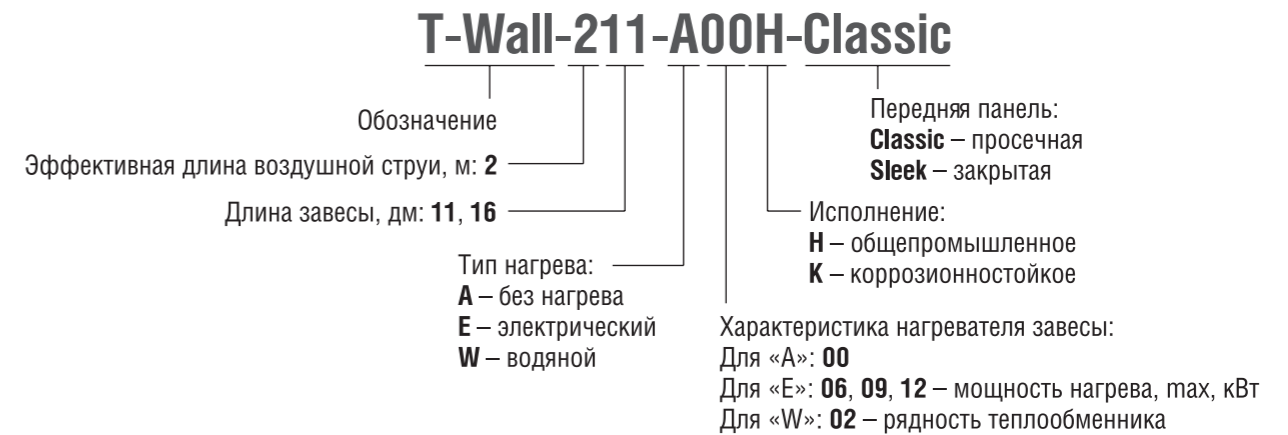 T-Wall-211-A00H-Classic
Обозначение
Эффективная длина воздушной струи, м: 2
Длина завесы, дм: 11, 16
Тип нагрева:
A – без нагрева
E – электрический
W – водяной
Передняя панель:
Classic – просечная
Sleek – закрытая
Исполнение:
Н – общепромышленное
К – коррозионностойкое
Характеристика нагревателя завесы:
Для «А»: 00
Для «Е»: 06, 09, 12 – мощность нагрева, max, кВт
Для «W»: 02 – рядность теплообменника